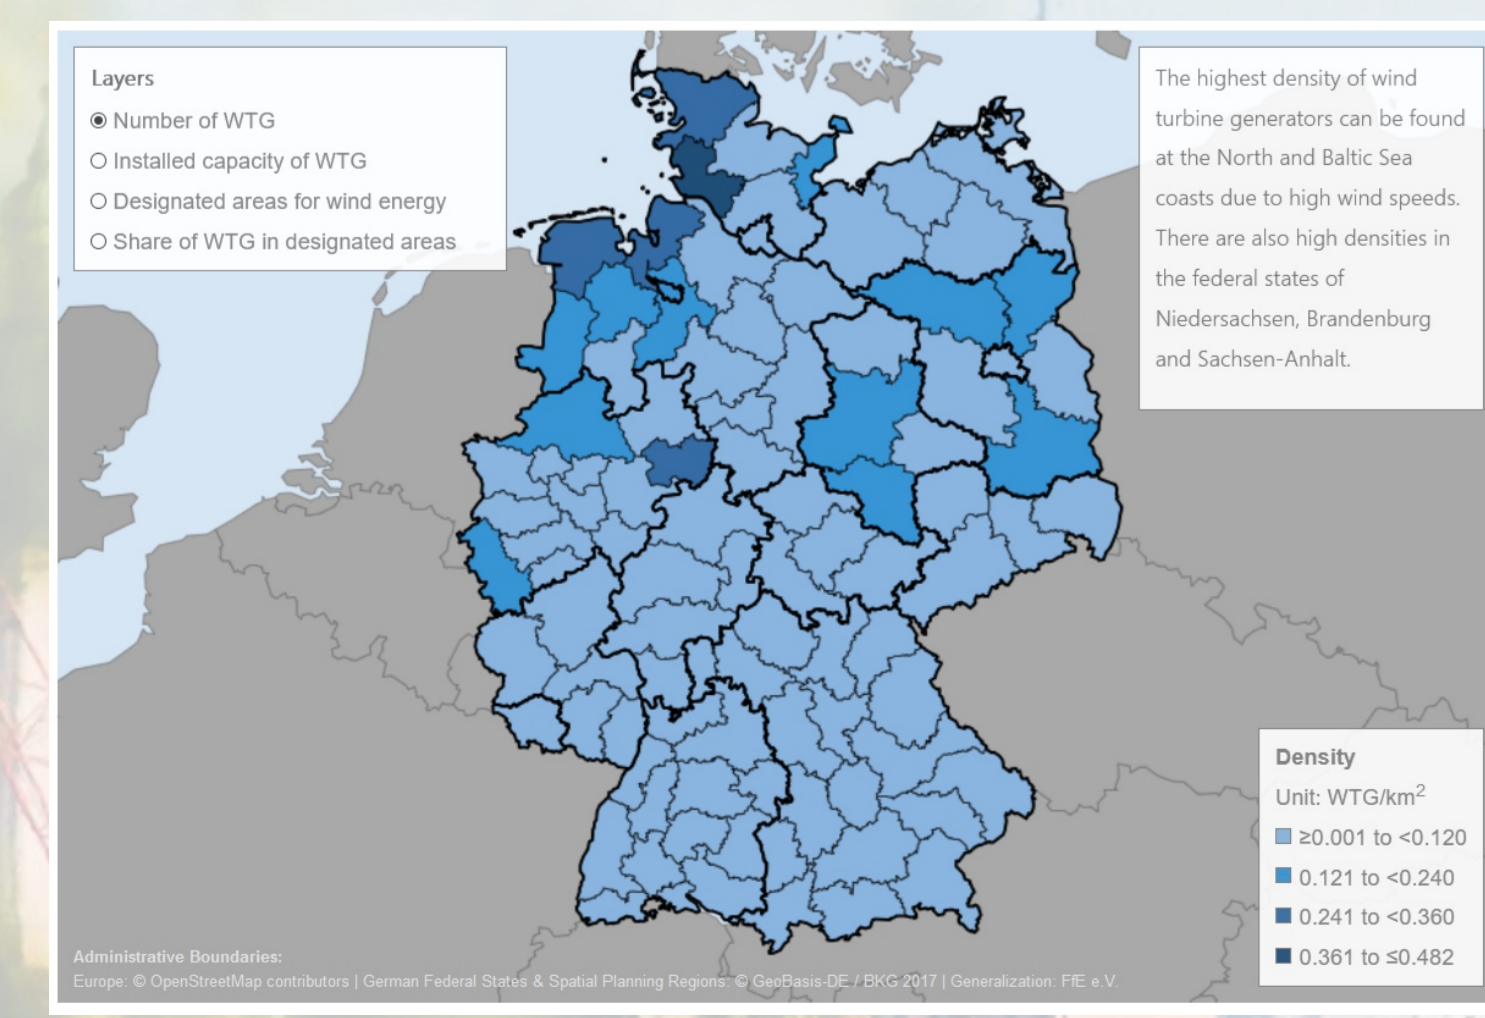 Layers
Number of WTG
Installed capacity of WTG
Designated areas for wind energy
Share of WTG in designated areas
The highest density of wind
turbine generators can be found
at the North and Baltic Sea
coasts due to high wind speeds.
There are also high densities in
the federal states of
Niedersachsen, Brandenburg
and Sachsen-Anhalt.
Density
Unit: WTG/km²
≥0.001 to <0.120
0.121 to <0.240
0.241 to <0.360
0.361 to ≤0.482
Administrative Boundaries:
Europe: © OpenStreetMap contributors | German Federal States & Spatial Planning Regions: © GeoBasis-DE / BKG 2017 | Generalization: FfE e.V.